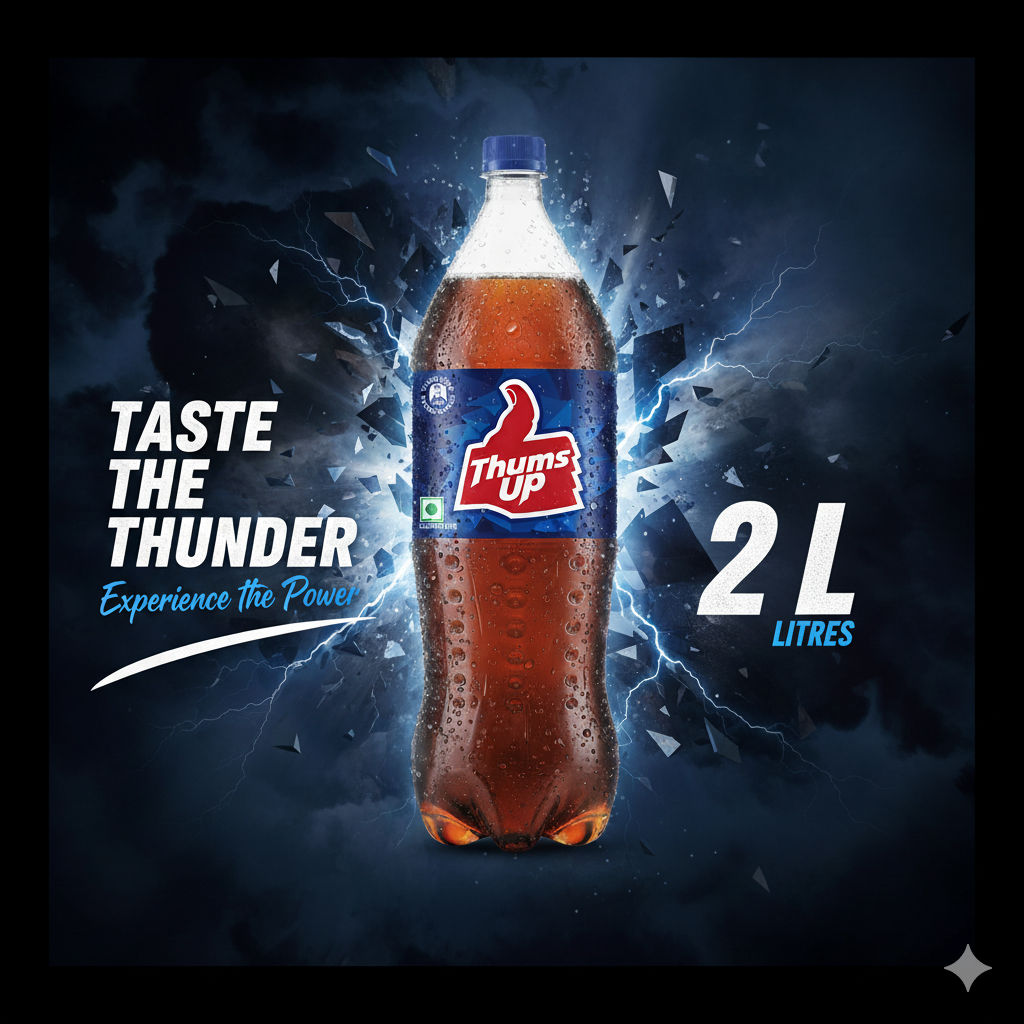 TASTE
THE
THUNDER
Experience the Power
Thums
Up
2 L
LITRES